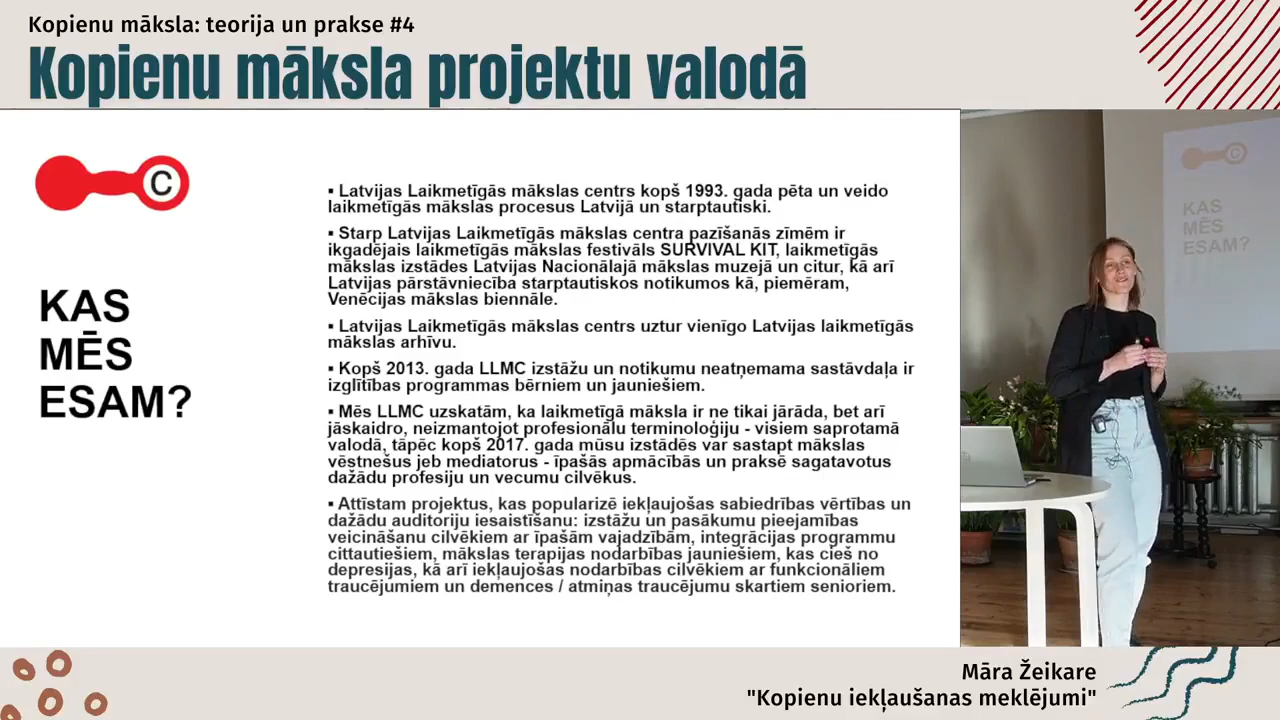 Kopienu māksla: teorija un prakse #4
Kopienu māksla projektu valodā
C
KAS
MĒS
ESAM?
▪ Latvijas Laikmetīgās mākslas centrs kopš 1993. gada pēta un veido
laikmetīgās mākslas procesus Latvijā un starptautiski.
▪ Starp Latvijas Laikmetīgās mākslas centra pazīšanās zīmēm ir
ikgadējais laikmetīgās mākslas festivāls SURVIVAL KIT, laikmetīgās
mākslas izstādes Latvijas Nacionālajā mākslas muzejā un citur, kā arī
Latvijas pārstāvniecība starptautiskos notikumos kā, piemēram,
Venēcijas mākslas biennāle.
▪ Latvijas Laikmetīgās mākslas centrs uztur vienīgo Latvijas laikmetīgās
mākslas arhīvu.
▪ Kopš 2013. gada LLMC izstāžu un notikumu neatņemama sastāvdaļa ir
izglītības programmas bērniem un jauniešiem.
▪ Mēs LLMC uzskatām, ka laikmetīgā māksla ir ne tikai jārāda, bet arī
jāskaidro, neizmantojot profesionālu terminoloģiju - visiem saprotamā
valodā, tāpēc kopš 2017. gada mūsu izstādēs var sastapt mākslas
vēstnešus jeb mediatorus - īpašās apmācībās un praksē sagatavotus
dažādu profesiju un vecumu cilvēkus.
▪ Attīstam projektus, kas popularizē iekļaujošas sabiedrības vērtības un
dažādu auditoriju iesaistīšanu: izstāžu un pasākumu pieejamības
veicināšanu cilvēkiem ar īpašām vajadzībām, integrācijas programmu
cittautiešiem, mākslas terapijas nodarbības jauniešiem, kas cieš no
depresijas, kā arī iekļaujošas nodarbības cilvēkiem ar funkcionāliem
traucējumiem un demences / atmiņas traucējumu skartiem senioriem.
C
KAS
MĒS
ESAM?
Māra Žeikare
"Kopienu iekļaušanas meklējumi"